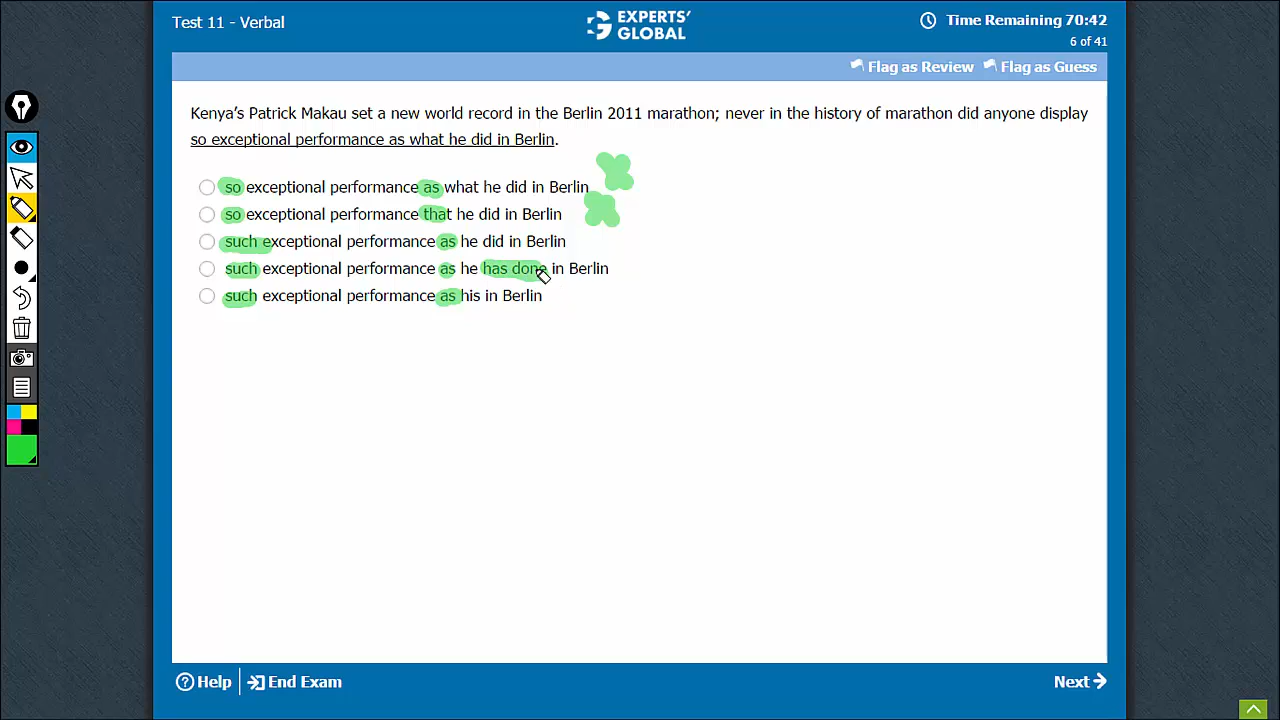 Test 11 - Verbal
EXPERTS’
GLOBAL
Time Remaining 70:42
6 of 41
Flag as Review
Flag as Guess
Kenya’s Patrick Makau set a new world record in the Berlin 2011 marathon; never in the history of marathon did anyone display
so exceptional performance as what he did in Berlin.
so exceptional performance as what he did in Berlin
so exceptional performance that he did in Berlin
such exceptional performance as he did in Berlin
such exceptional performance as he has done in Berlin
such exceptional performance as his in Berlin
Help
End Exam
Next